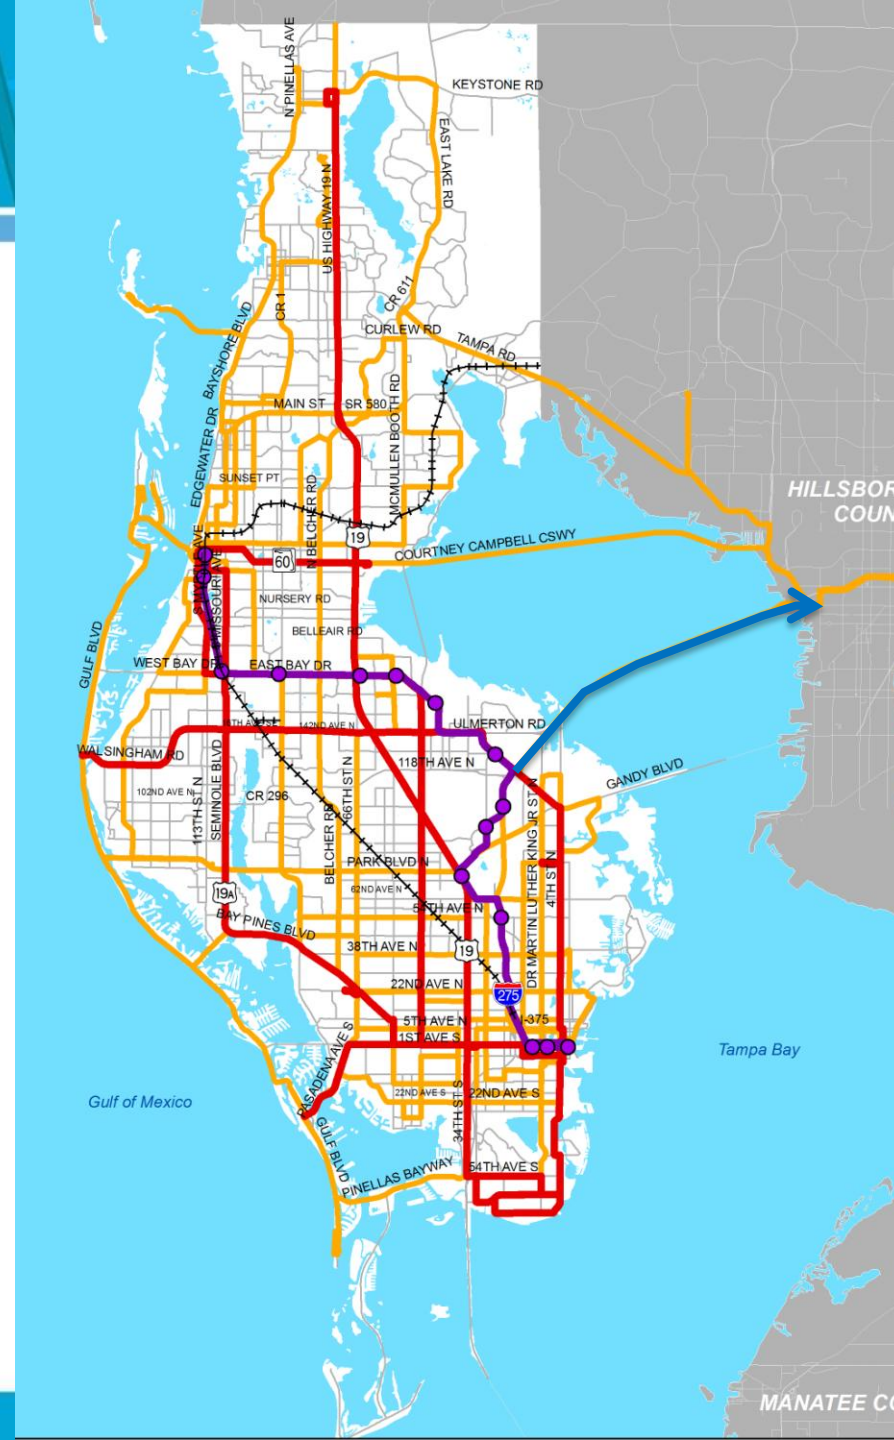 N PINELLAS AVE
KEYSTONE RD
EAST LAKE RD
US HIGHWAY 19 N
CR 611
CR 1
BAYSHORE BLVD
CURLEW RD
TAMPA RD
MAIN ST
SR 580
MCMULLEN BOOTH RD
EDGEWATER DR
SUNSET PT
N BELCHER RD
HILLSBOR
COUN
19
COURTNEY CAMPBELL CSWY
60
MISSOURI AVE
NURSERY RD
BELLEAIR RD
GULF BLVD
WEST BAY DR
EAST BAY DR
ULMERTON RD
142ND AVE N
WALSINGHAM RD
118TH AVE N
GANDY BLVD
102ND AVE N
CR 296
113TH ST N
SEMINOLE BLVD
66TH ST N
BELCHER RD
DR MARTIN LUTHER KING JR ST N
4TH ST N
PARK BLVD N
62ND AVE N
19A
54TH AVE N
BAY PINES BLVD
38TH AVE N
19
22ND AVE N
275
5TH AVE N
I-375
1ST AVE S
PASADENA AVE S
Tampa Bay
Gulf of Mexico
22ND AVE S
22ND AVE S
34TH ST S
GULF BLVD
PINELLAS BAYWAY
54TH AVE S
MANATEE CO